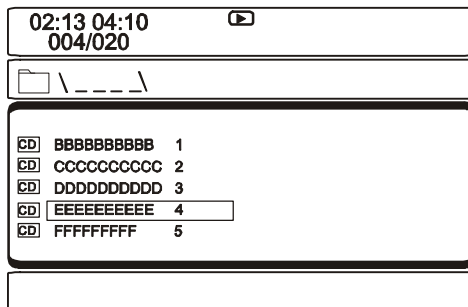 02:13 04:10
004/020
\ _ _ _ _ \
CD BBBBBBBBBB 1
CD CCCCCCCCCC 2
CD DDDDDDDDDD 3
CD EEEEEEEEEE 4
CD FFFFFFFFF 5